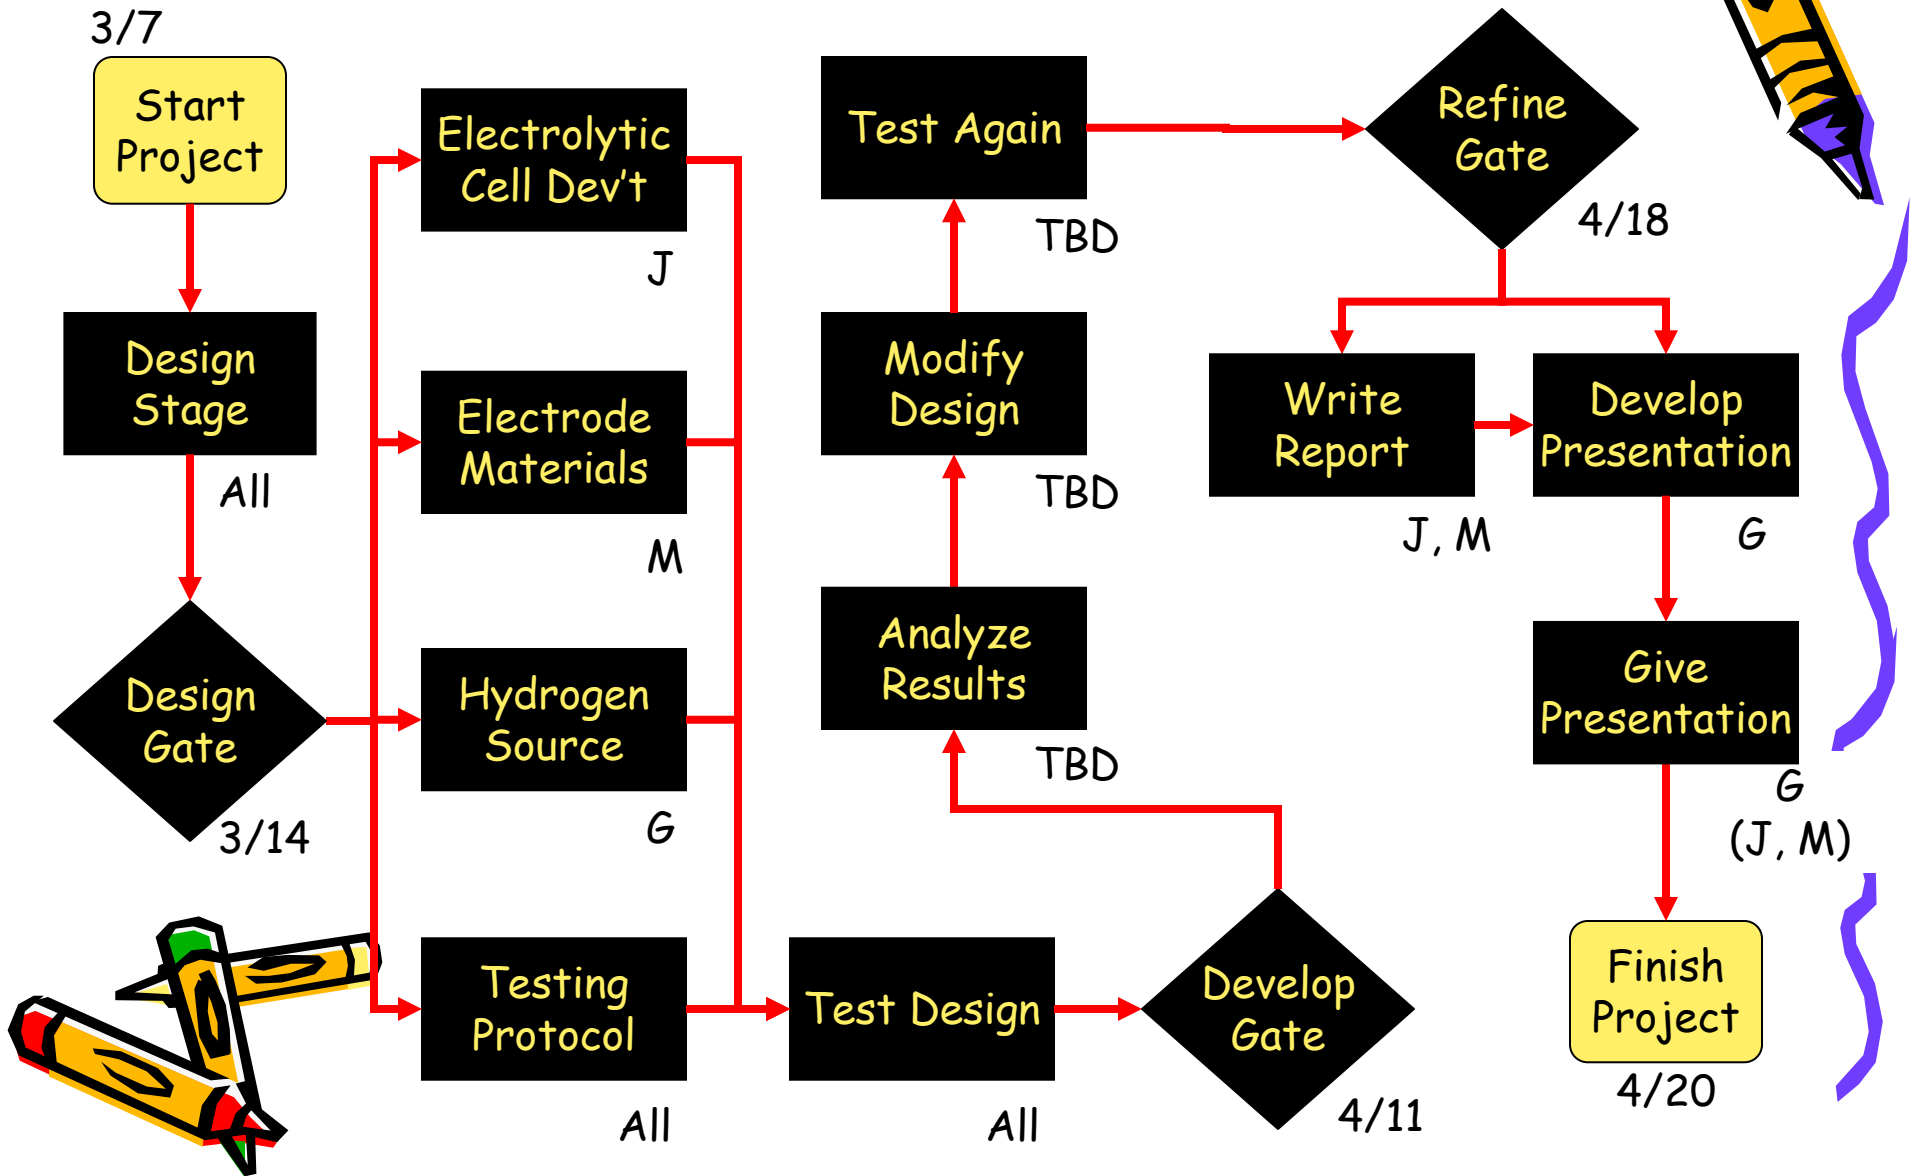 3/7
Start
Project
Design
Stage
All
Design
Gate
3/14
Electrolytic
Cell Dev't
J
Electrode
Materials
M
Hydrogen
Source
G
Testing
Protocol
All
Test Design
All
Develop
Gate
4/11
Analyze
Results
TBD
Modify
Design
TBD
Test Again
TBD
Refine
Gate
4/18
Write
Report
J, M
Develop
Presentation
G
Give
Presentation
G
(J, M)
Finish
Project
4/20